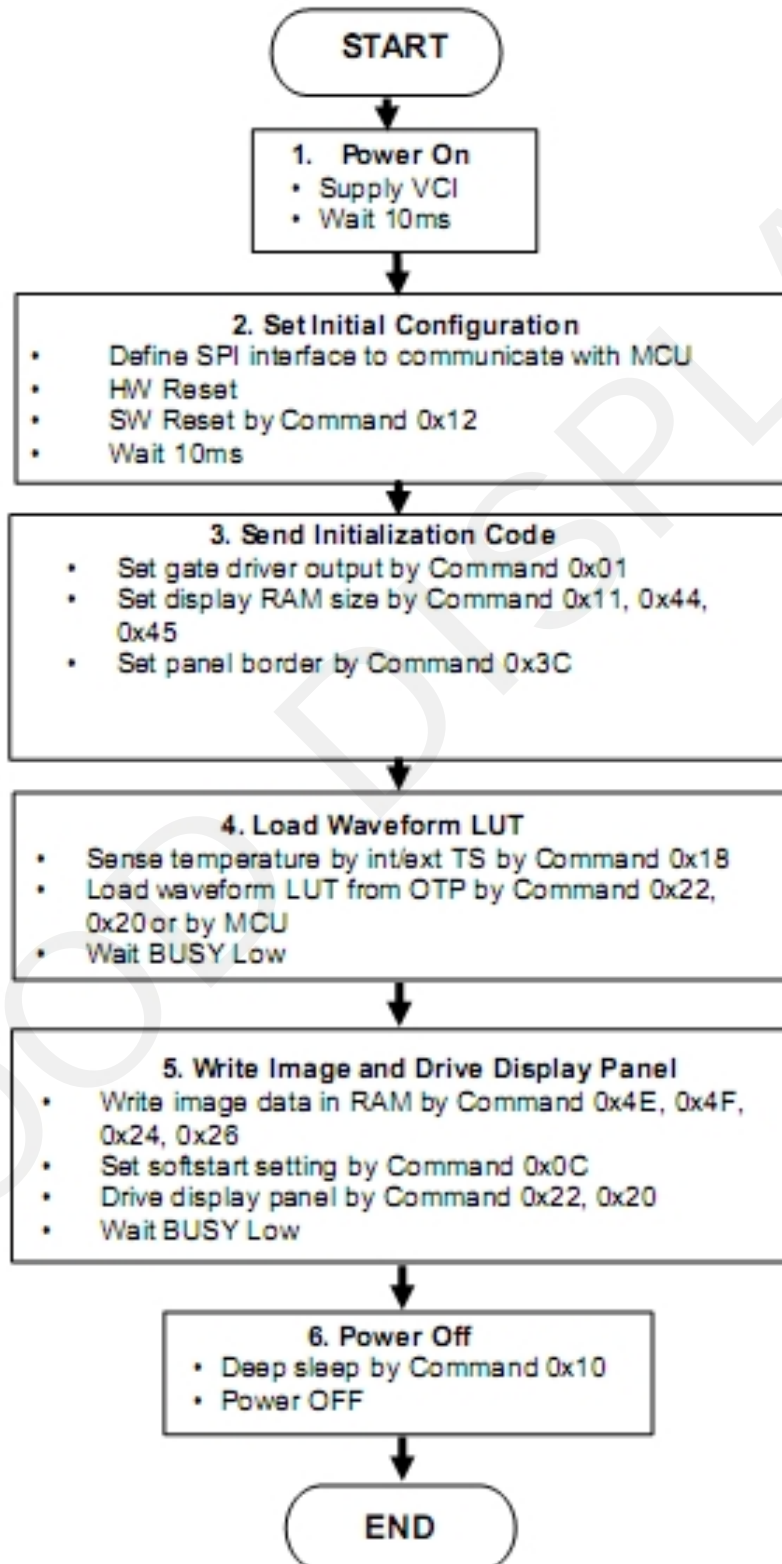 START
1. Power On
• Supply VCI
• Wait 10ms
2. Set Initial Configuration
• Define SPI interface to communicate with MCU
• HW Reset
• SW Reset by Command 0x12
• Wait 10ms
3. Send Initialization Code
• Set gate driver output by Command 0x01
• Set display RAM size by Command 0x11, 0x44,
0x45
• Set panel border by Command 0x3C
4. Load Waveform LUT
• Sense temperature by int/ext TS by Command 0x18
• Load waveform LUT from OTP by Command 0x22,
0x20 or by MCU
• Wait BUSY Low
5. Write Image and Drive Display Panel
• Write image data in RAM by Command 0x4E, 0x4F,
0x24, 0x26
• Set softstart setting by Command 0x0C
• Drive display panel by Command 0x22, 0x20
• Wait BUSY Low
6. Power Off
• Deep sleep by Command 0x10
• Power OFF
END
OOD DISPLA